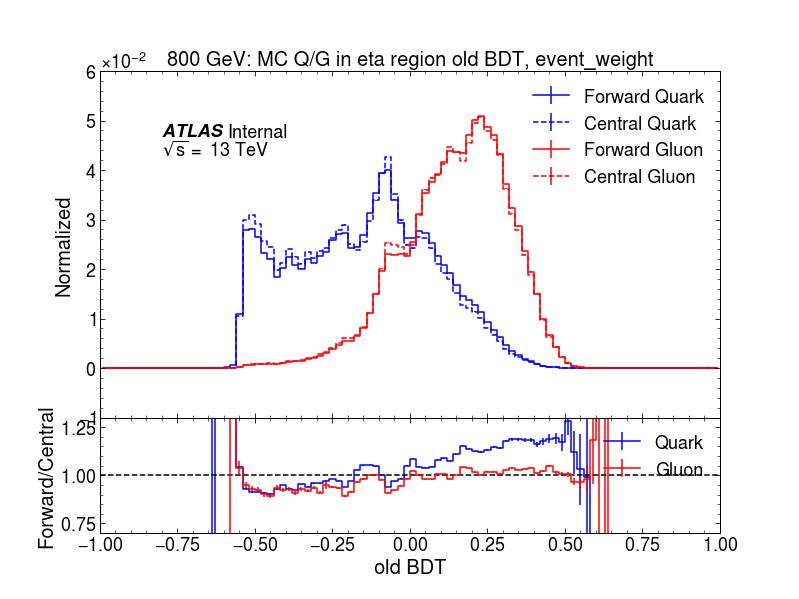 ×10⁻² 800 GeV: MC Q/G in eta region old BDT, event_weight
6
5
4
3
2
1
0
−1
Normalized
ATLAS Internal
√s = 13 TeV
Forward Quark
Central Quark
Forward Gluon
Central Gluon
1.25
1.00
0.75
Forward/Central
Quark
Gluon
−1.00 −0.75 −0.50 −0.25 0.00 0.25 0.50 0.75 1.00
old BDT